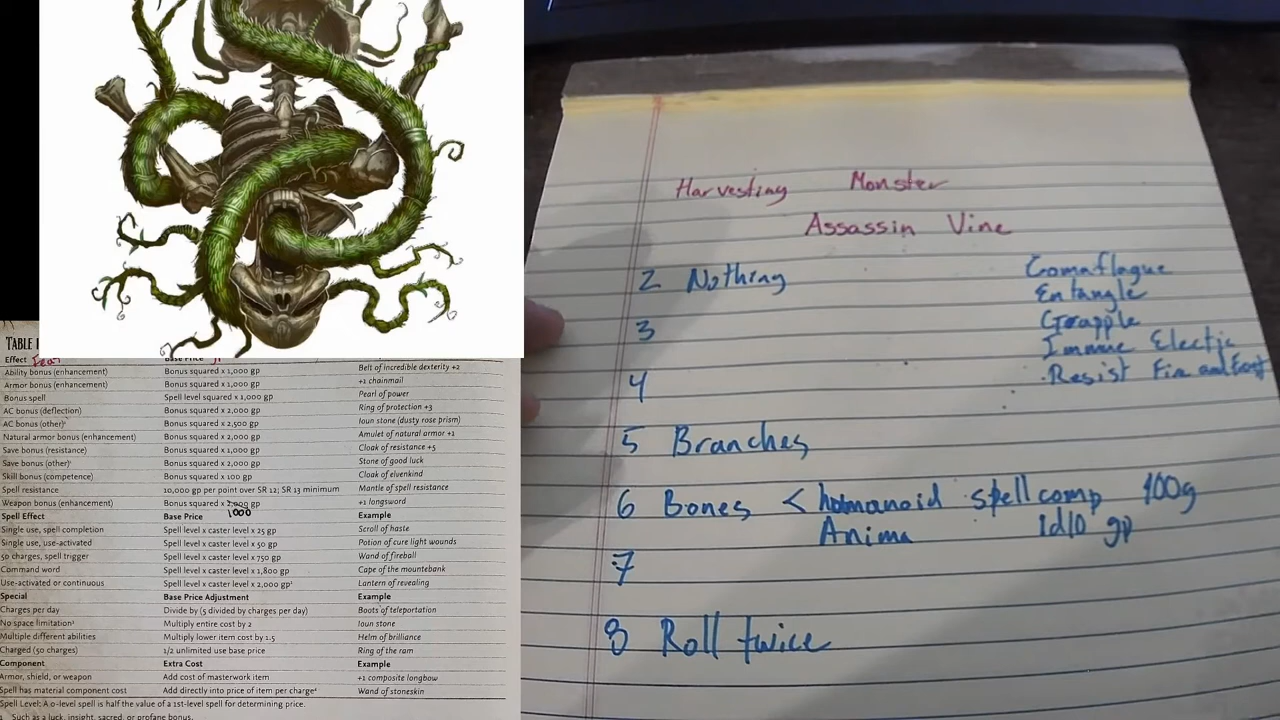 TABLE
Effect Base Price
Ability bonus (enhancement) Bonus squared x 1,000 gp Belt of incredible dexterity +2
Armor bonus (enhancement) Bonus squared x 1,000 gp +1 chainmail
Bonus spell Spell level squared x 1,000 gp Pearl of power
AC bonus (deflection) Bonus squared x 2,000 gp Ring of protection +3
AC bonus (other) Bonus squared x 2,500 gp Ioun stone (dusty rose prism)
Natural armor bonus (enhancement) Bonus squared x 2,000 gp Amulet of natural armor +1
Save bonus (resistance) Bonus squared x 1,000 gp Cloak of resistance +5
Save bonus (other) Bonus squared x 2,000 gp Stone of good luck
Skill bonus (competence) Bonus squared x 100 gp Cloak of elvenkind
Spell resistance 10,000 gp per point over SR 12; SR 13 minimum Mantle of spell resistance
Weapon bonus (enhancement) Bonus squared x gp +1 longsword
1000
Spell Effect Base Price Example
Single use, spell completion Spell level x caster level x 25 gp Scroll of haste
Single use, use-activated Spell level x caster level x 50 gp Potion of cure light wounds
50 charges, spell trigger Spell level x caster level x 750 gp Wand of fireball
Command word Spell level x caster level x 1,800 gp Cape of the mountebank
Use-activated or continuous Spell level x caster level x 2,000 gp² Lantern of revealing
Special Base Price Adjustment Example
Charges per day Divide by (5 divided by charges per day) Boots of teleportation
No space limitation³ Multiply entire cost by 2 Ioun stone
Multiple different abilities Multiply lower item cost by 1.5 Helm of brilliance
Charged (50 charges) 1/2 unlimited use base price Ring of the ram
Component Extra Cost Example
Armor, shield, or weapon Add cost of masterwork item +1 composite longbow
Spell has material component cost Add directly into price of item per charge⁴ Wand of stoneskin
Spell Level: A 0-level spell is half the value of a 1st-level spell for determining price.
1 Such as a luck, insight, sacred, or profane bonus.
Harvesting Monster
Assassin Vine
2 Nothing
3
4
5 Branches
6 Bones < homanoid spell comp 100g
Anima 1d10 gp
7
8 Roll twice
Comaflague
Entangle
Grapple
Immune Electic
Resist Fir and